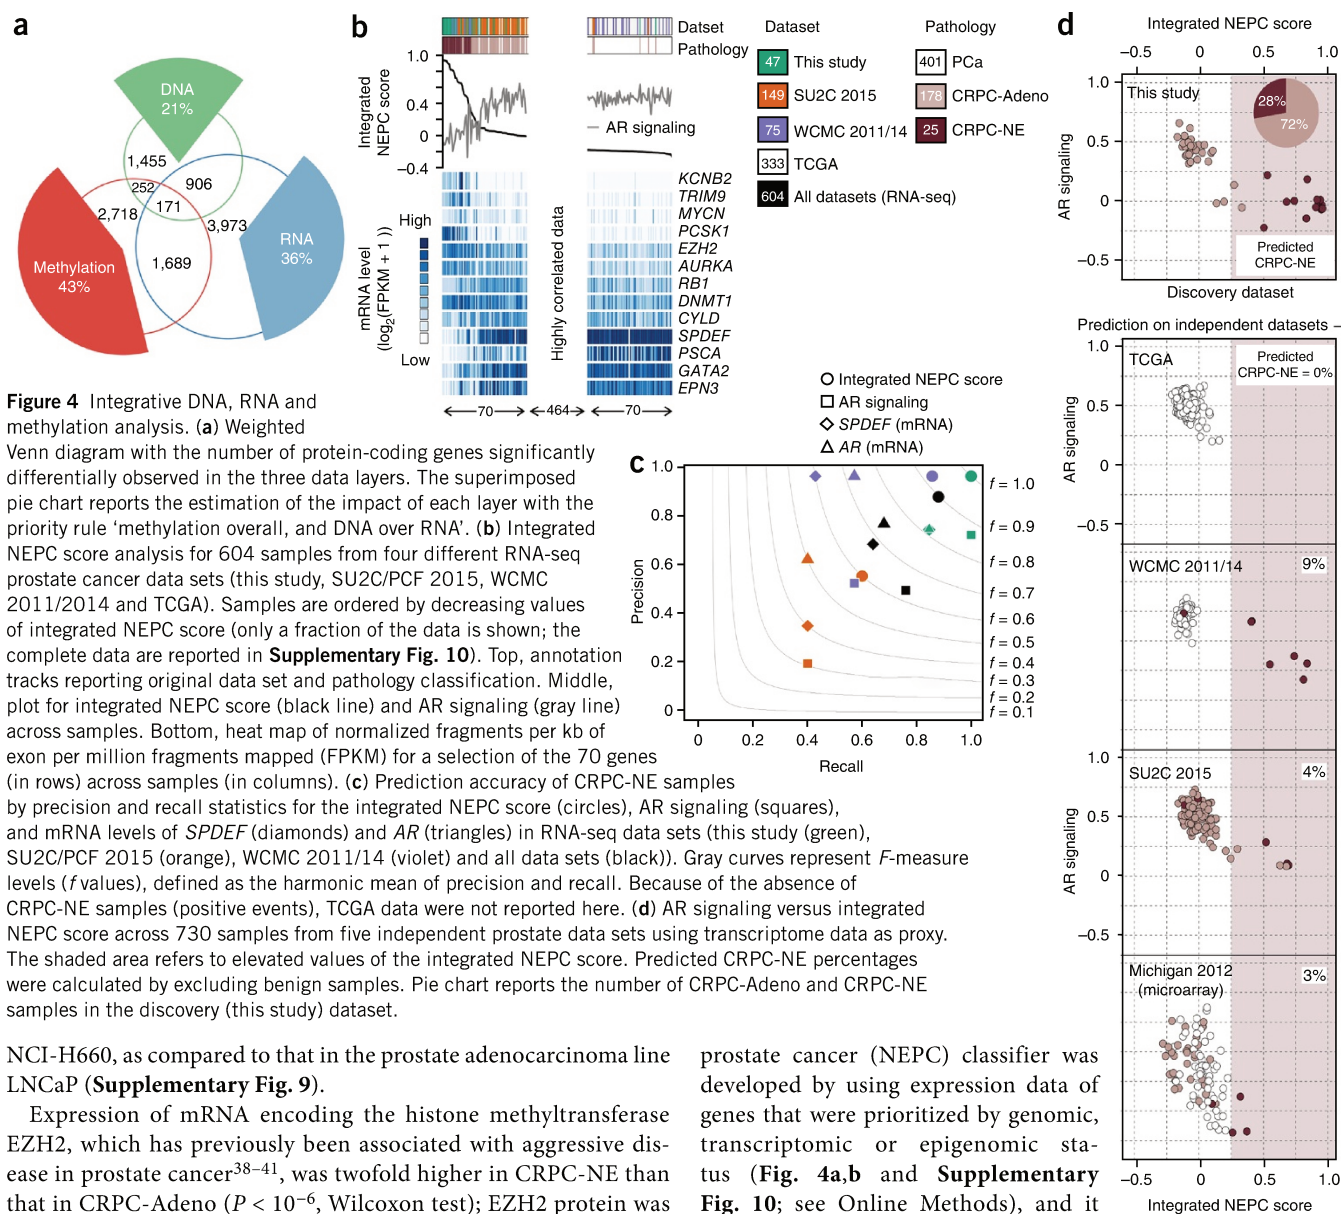 a
DNA
21%
1,455
252
906
171
2,718
3,973
1,689
RNA
36%
Methylation
43%
b
Datset
Pathology
1.0
0.4
0
−0.4
Integrated
NEPC score
AR signaling
KCNB2
TRIM9
MYCN
PCSK1
EZH2
AURKA
RB1
DNMT1
CYLD
SPDEF
PSCA
GATA2
EPN3
High
Low
mRNA level
(log2(FPKM + 1 ))
Highly correlated data
70
464
70
Dataset
47 This study
149 SU2C 2015
75 WCMC 2011/14
333 TCGA
604 All datasets (RNA-seq)
Pathology
401 PCa
178 CRPC-Adeno
25 CRPC-NE
Integrated NEPC score
AR signaling
SPDEF (mRNA)
AR (mRNA)
c
1.0
0.8
0.6
0.4
0.2
0
Precision
0 0.2 0.4 0.6 0.8 1.0
Recall
f = 1.0
f = 0.9
f = 0.8
f = 0.7
f = 0.6
f = 0.5
f = 0.4
f = 0.3
f = 0.2
f = 0.1
d
Integrated NEPC score
−0.5 0 0.5 1.0
1.0
0.5
0
−0.5
AR signaling
This study
28%
72%
Predicted
CRPC-NE
Discovery dataset
Prediction on independent datasets –
1.0
0.5
0
−0.5
AR signaling
TCGA
Predicted
CRPC-NE = 0%
WCMC 2011/14
9%
1.0
0.5
0
−0.5
AR signaling
SU2C 2015
4%
Michigan 2012
(microarray)
3%
−0.5 0 0.5 1.0
Integrated NEPC score
Figure 4 Integrative DNA, RNA and
methylation analysis. (a) Weighted
Venn diagram with the number of protein-coding genes significantly
differentially observed in the three data layers. The superimposed
pie chart reports the estimation of the impact of each layer with the
priority rule ‘methylation overall, and DNA over RNA’. (b) Integrated
NEPC score analysis for 604 samples from four different RNA-seq
prostate cancer data sets (this study, SU2C/PCF 2015, WCMC
2011/2014 and TCGA). Samples are ordered by decreasing values
of integrated NEPC score (only a fraction of the data is shown; the
complete data are reported in Supplementary Fig. 10). Top, annotation
tracks reporting original data set and pathology classification. Middle,
plot for integrated NEPC score (black line) and AR signaling (gray line)
across samples. Bottom, heat map of normalized fragments per kb of
exon per million fragments mapped (FPKM) for a selection of the 70 genes
(in rows) across samples (in columns). (c) Prediction accuracy of CRPC-NE samples
by precision and recall statistics for the integrated NEPC score (circles), AR signaling (squares),
and mRNA levels of SPDEF (diamonds) and AR (triangles) in RNA-seq data sets (this study (green),
SU2C/PCF 2015 (orange), WCMC 2011/14 (violet) and all data sets (black)). Gray curves represent F-measure
levels (f values), defined as the harmonic mean of precision and recall. Because of the absence of
CRPC-NE samples (positive events), TCGA data were not reported here. (d) AR signaling versus integrated
NEPC score across 730 samples from five independent prostate data sets using transcriptome data as proxy.
The shaded area refers to elevated values of the integrated NEPC score. Predicted CRPC-NE percentages
were calculated by excluding benign samples. Pie chart reports the number of CRPC-Adeno and CRPC-NE
samples in the discovery (this study) dataset.
NCI-H660, as compared to that in the prostate adenocarcinoma line
LNCaP (Supplementary Fig. 9).
Expression of mRNA encoding the histone methyltransferase
EZH2, which has previously been associated with aggressive dis-
ease in prostate cancer38–41, was twofold higher in CRPC-NE than
that in CRPC-Adeno (P < 10−6, Wilcoxon test); EZH2 protein was
prostate cancer (NEPC) classifier was
developed by using expression data of
genes that were prioritized by genomic,
transcriptomic or epigenomic sta-
tus (Fig. 4a,b and Supplementary
Fig. 10; see Online Methods), and it